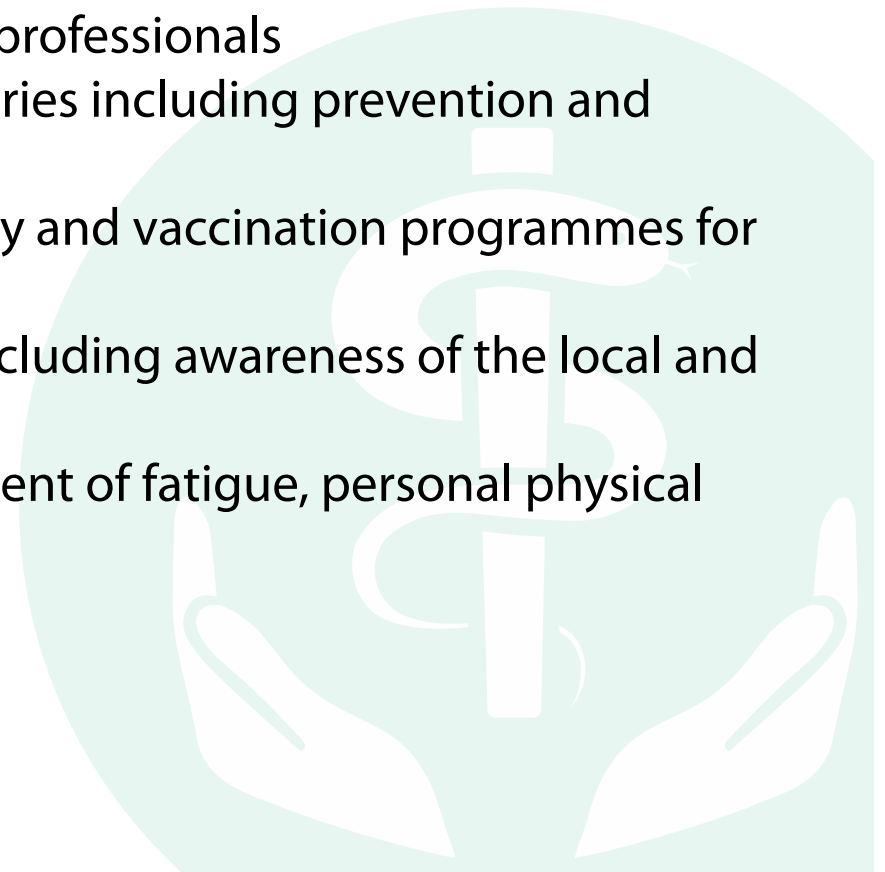 professionals
ries including prevention and
y and vaccination programmes for
cluding awareness of the local and
ent of fatigue, personal physical